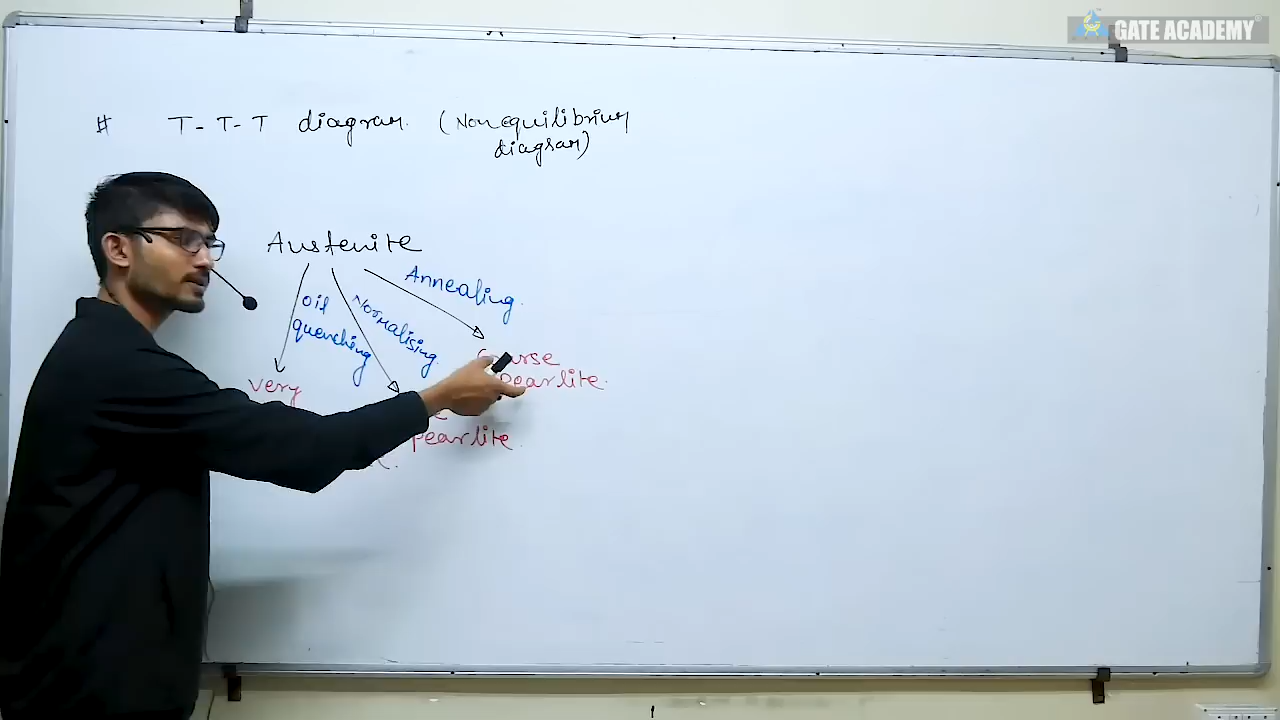 GATE ACADEMY
# T-T-T diagram. (Nonequilibrium
diagram)
Austenite
Annealing.
oil
quenching
Normalising.
pearlite.
very
pearlite.